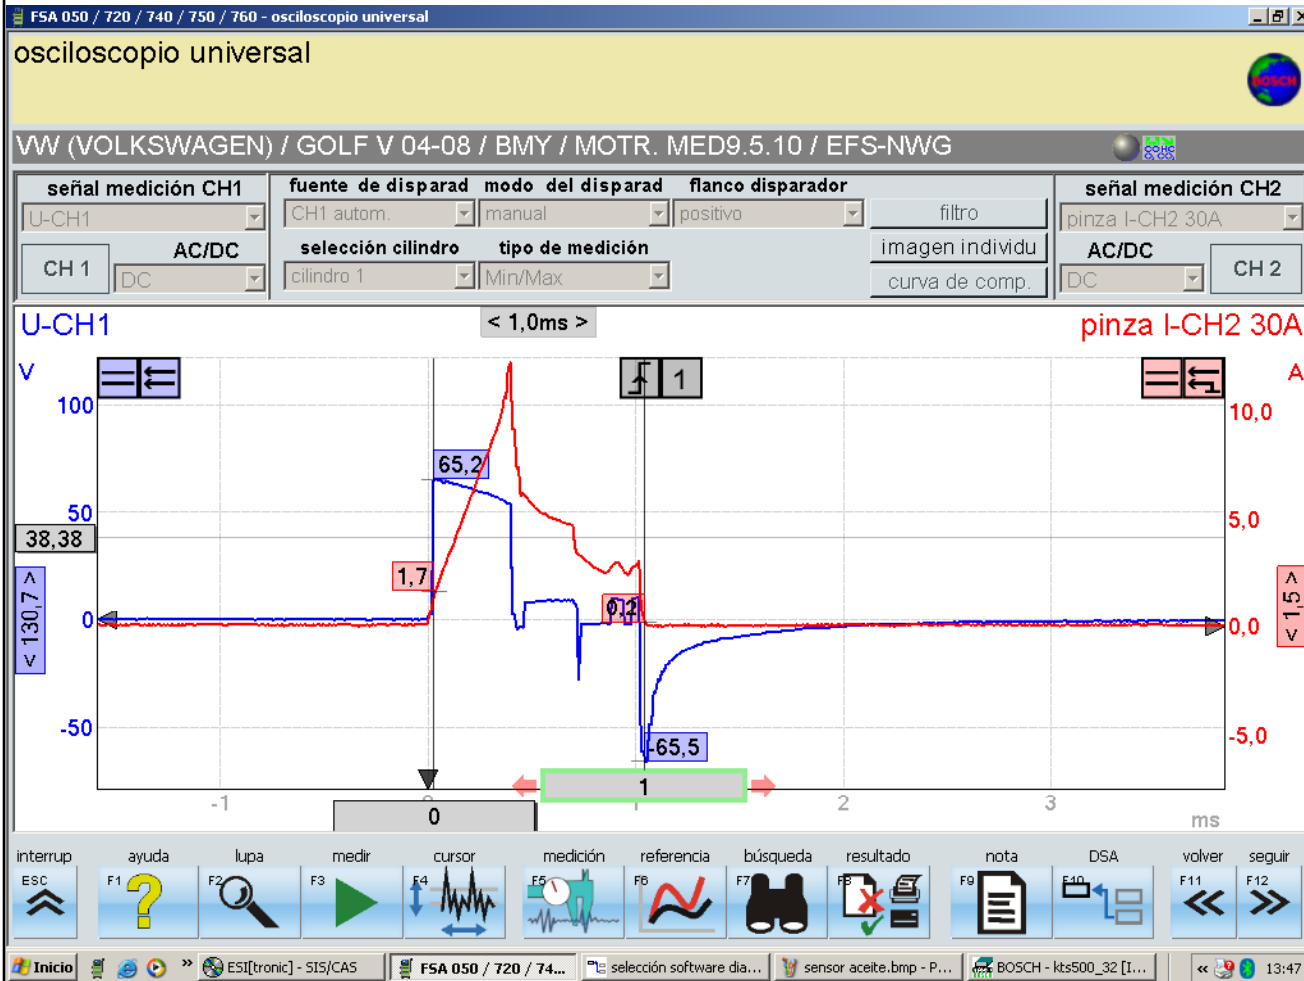 FSA 050 / 720 / 740 / 750 / 760 - osciloscopio universal
osciloscopio universal
BOSCH
VW (VOLKSWAGEN) / GOLF V 04-08 / BMY / MOTR. MED9.5.10 / EFS-NWG
señal medición CH1
fuente de disparad
modo del disparad
flanco disparador
señal medición CH2
U-CH1
CH1 autom.
manual
positivo
filtro
pinza I-CH2 30A
AC/DC
selección cilindro
tipo de medición
imagen individu
AC/DC
CH 1
DC
cilindro 1
Min/Max
curva de comp.
DC
CH 2
U-CH1
< 1,0ms >
pinza I-CH2 30A
V
1
A
100
10,0
65,2
50
5,0
38,38
1,7
0,2
< 130,7 >
< 1,5 >
0
0,0
-50
-65,5
-5,0
1
-1
0
1
2
3
0
ms
interrup
ayuda
lupa
medir
cursor
medición
referencia
búsqueda
resultado
nota
DSA
volver
seguir
ESC
F1
F2
F3
F4
F5
F6
F7
F8
F9
F10
F11
F12
Inicio
»
ESI[tronic] - SIS/CAS
FSA 050 / 720 / 74...
selección software dia...
sensor aceite.bmp - P...
BOSCH - kts500_32 [I...
«
13:47